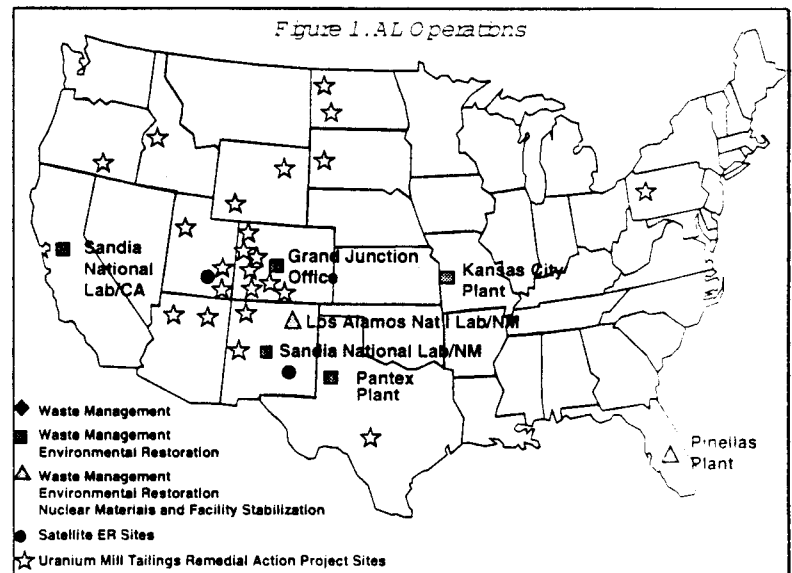 Figure 1. AL Operations
Sandia
National
Lab/CA
Grand Junction
Office
Kansas City
Plant
Los Alamos Nat'l Lab/NM
Sandia National Lab/NM
Pantex
Plant
Pinellas
Plant
Waste Management
Waste Management
Environmental Restoration
Waste Management
Environmental Restoration
Nuclear Materials and Facility Stabilization
Satellite ER Sites
Uranium Mill Tailings Remedial Action Project Sites